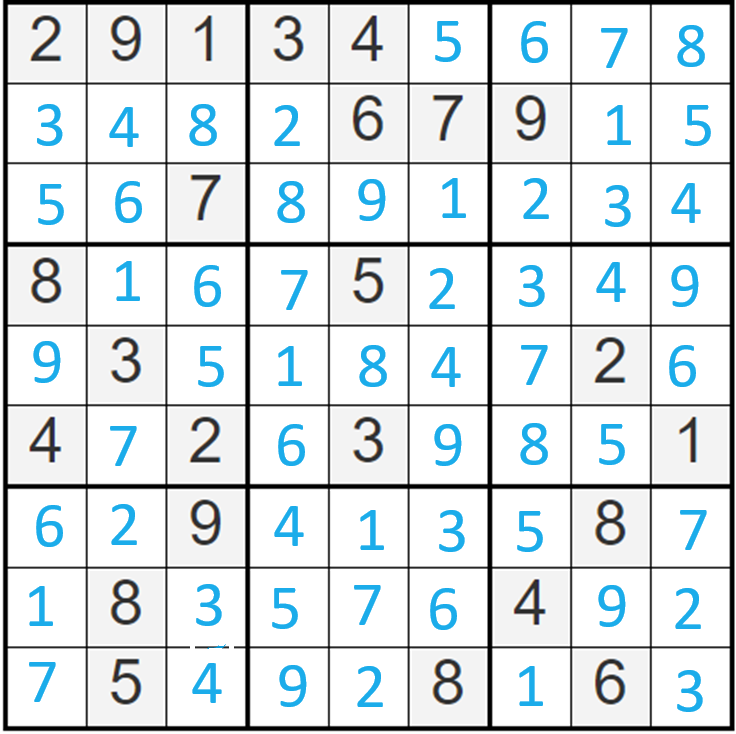 2 9 1 3 4 5 6 7 8
3 4 8 2 6 7 9 1 5
5 6 7 8 9 1 2 3 4
8 1 6 7 5 2 3 4 9
9 3 5 1 8 4 7 2 6
4 7 2 6 3 9 8 5 1
6 2 9 4 1 3 5 8 7
1 8 3 5 7 6 4 9 2
7 5 4 9 2 8 1 6 3